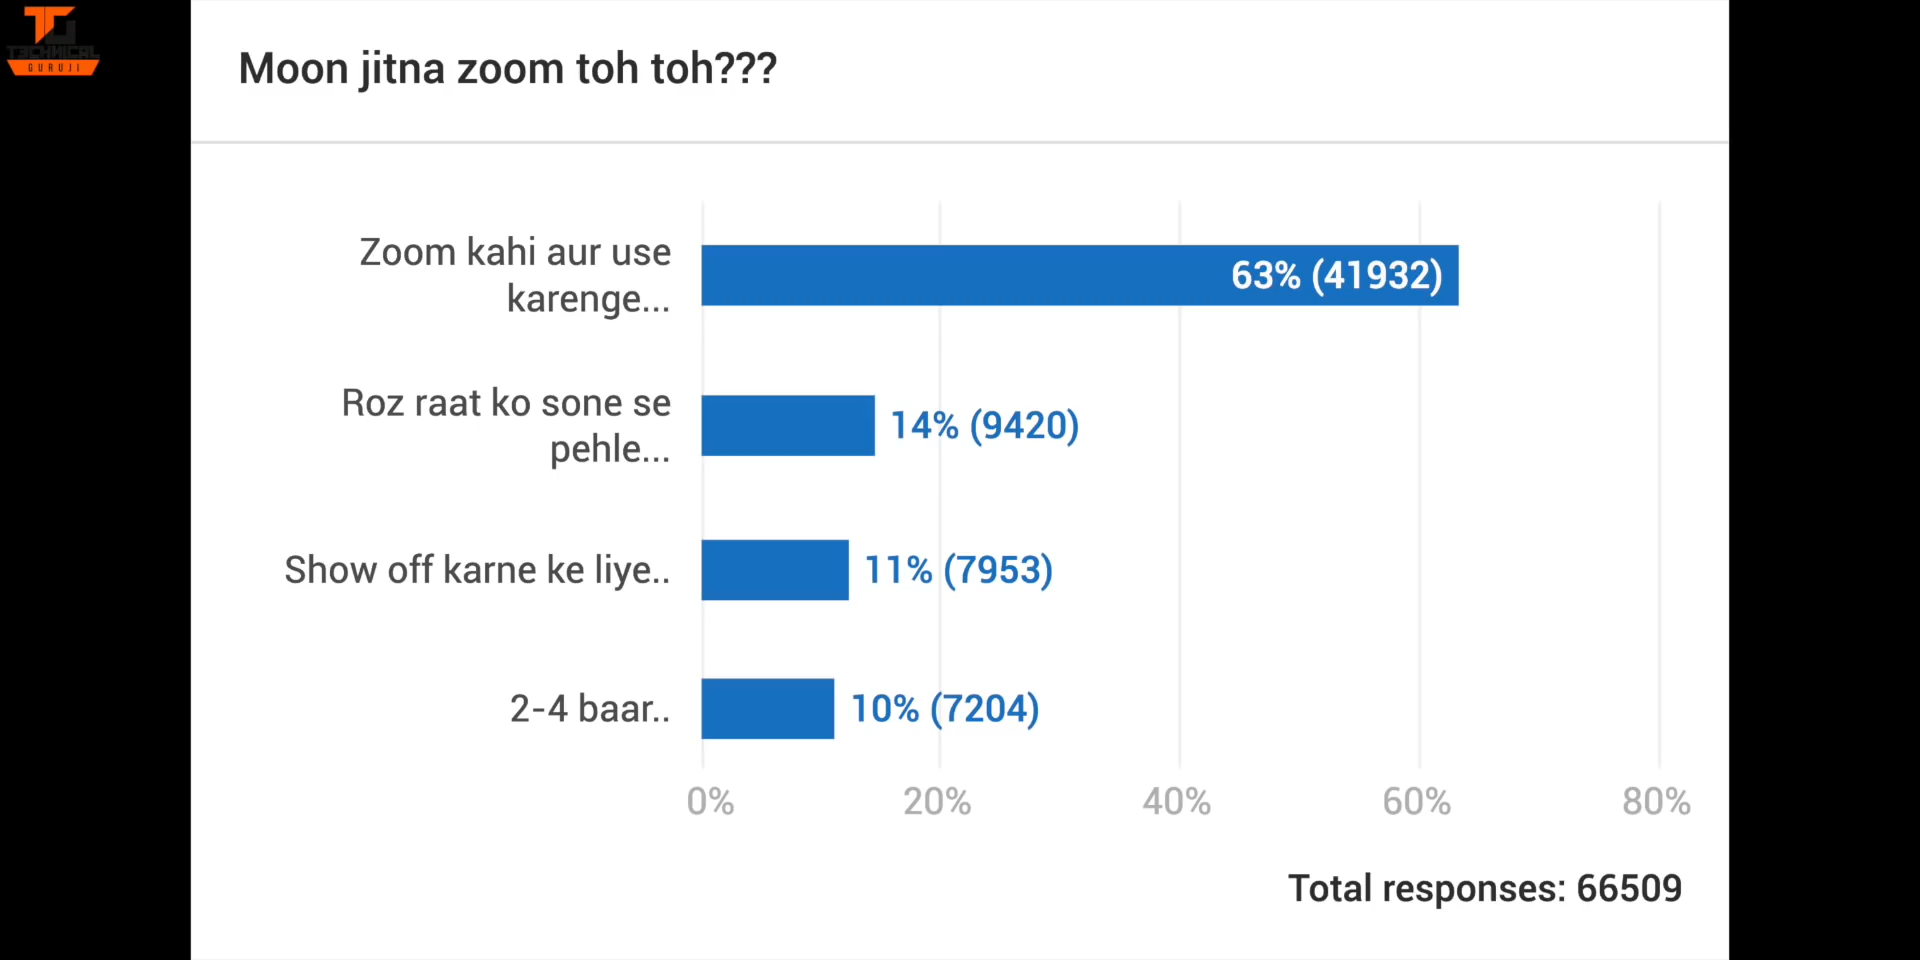 TECHNICAL
GURUJI
Moon jitna zoom toh toh???
Zoom kahi aur use
karenge...
63% (41932)
Roz raat ko sone se
pehle...
14% (9420)
Show off karne ke liye..
11% (7953)
2-4 baar..
10% (7204)
0% 20% 40% 60% 80%
Total responses: 66509